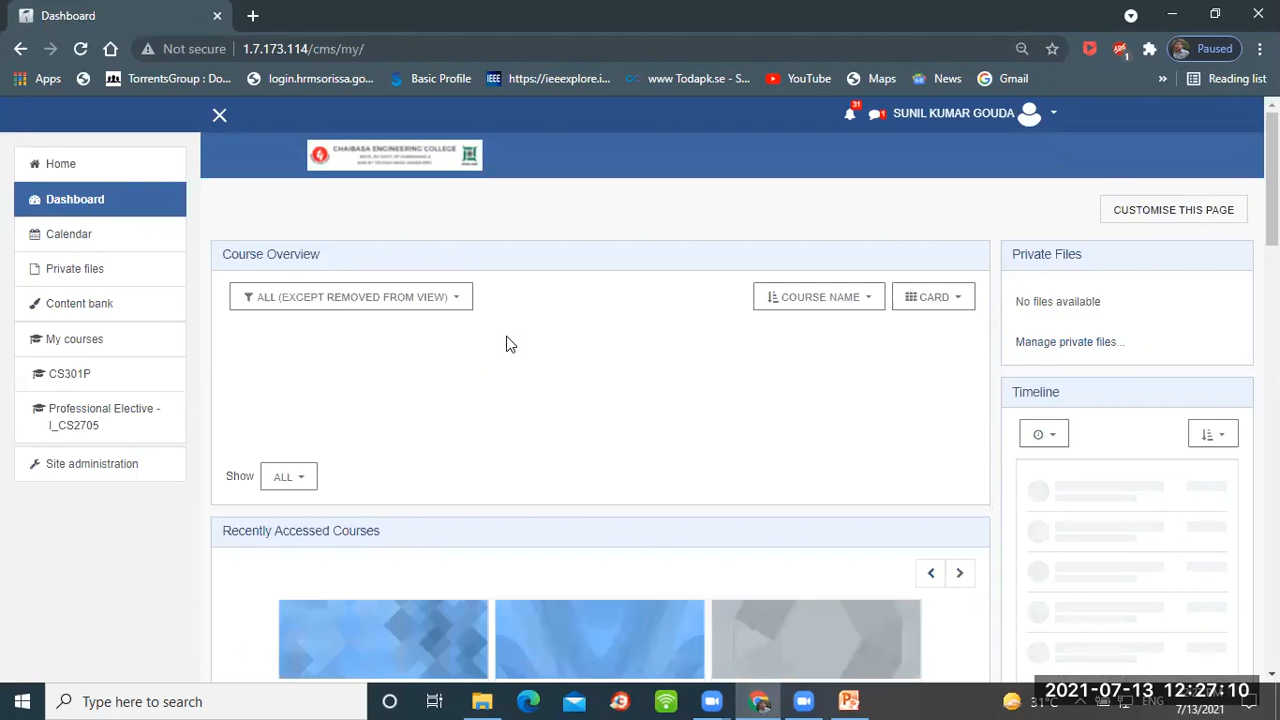 Dashboard
Not secure 1.7.173.114/cms/my/
Paused
Apps
TorrentsGroup : Do...
login.hrmsorissa.go...
Basic Profile
https://ieeexplore.i...
www Todapk.se - S...
YouTube
Maps
News
Gmail
Reading list
31
1
SUNIL KUMAR GOUDA
CHAIBASA ENGINEERING COLLEGE
Home
Dashboard
Calendar
Private files
Content bank
My courses
CS301P
Professional Elective -
I_CS2705
Site administration
CUSTOMISE THIS PAGE
Course Overview
ALL (EXCEPT REMOVED FROM VIEW)
COURSE NAME
CARD
Show ALL
Recently Accessed Courses
Private Files
No files available
Manage private files...
Timeline
Type here to search
31°C
ENG
2021-07-13 12:27:10
7/13/2021